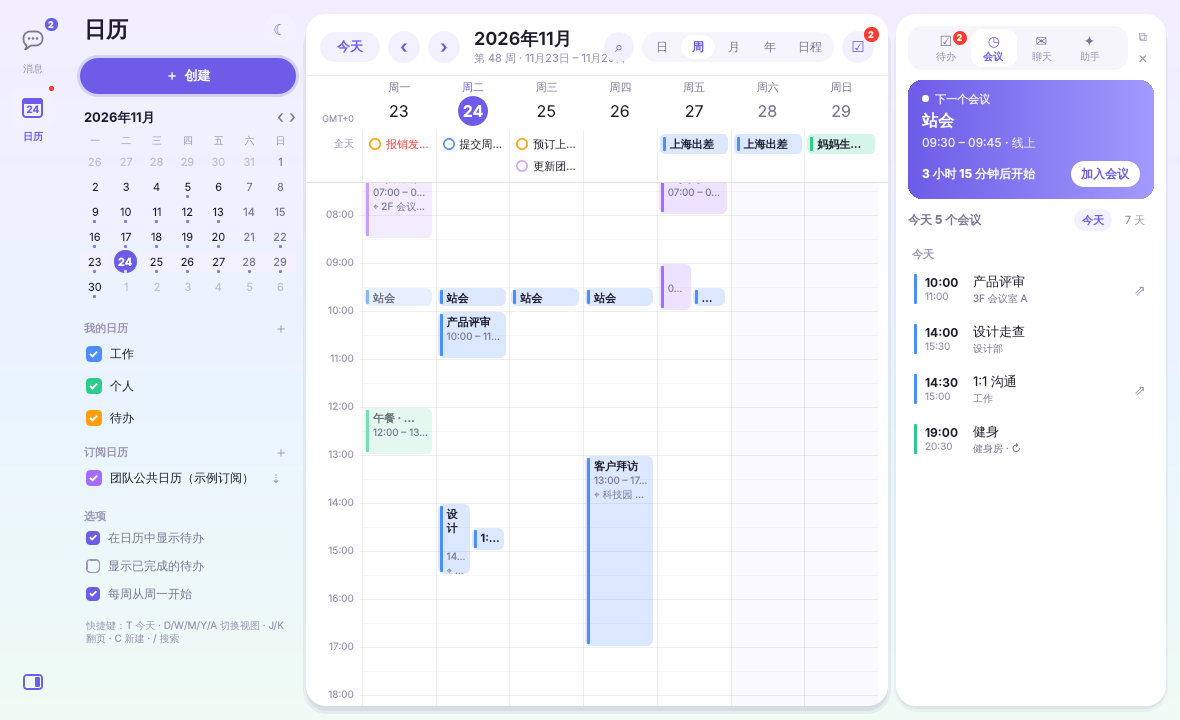 2
消息
24
日历
日历
+ 创建
2026年11月
一 二 三 四 五 六 日
26 27 28 29 30 31 1
2 3 4 5 6 7 8
9 10 11 12 13 14 15
16 17 18 19 20 21 22
23 24 25 26 27 28 29
30 1 2 3 4 5 6
我的日历 +
工作
个人
待办
订阅日历 +
团队公共日历（示例订阅）
选项
在日历中显示待办
显示已完成的待办
每周从周一开始
快捷键：T 今天 · D/W/M/Y/A 切换视图 · J/K
翻页 · C 新建 · / 搜索
今天
2026年11月
第 48 周 · 11月23日 – 11月2
日 周 月 年 日程
2
周一 周二 周三 周四 周五 周六 周日
GMT+0 23 24 25 26 27 28 29
全天
报销发... 提交周... 预订上... 上海出差 上海出差 妈妈生...
更新团...
07:00 – 0... 07:00 – 0...
2F 会议...
08:00
09:00
0...
站会 站会 站会 站会 ...
10:00
产品评审
10:00 – 11...
11:00
12:00
午餐 · ...
12:00 – 13...
13:00
客户拜访
13:00 – 17...
科技园 ...
14:00
设
计
1:...
14...
...
15:00
16:00
17:00
18:00
待办 2
会议
聊天
助手
下一个会议
站会
09:30 – 09:45 · 线上
3 小时 15 分钟后开始
加入会议
今天 5 个会议
今天
7 天
今天
10:00 产品评审
11:00 3F 会议室 A
14:00 设计走查
15:30 设计部
14:30 1:1 沟通
15:00 工作
19:00 健身
20:30 健身房 ·